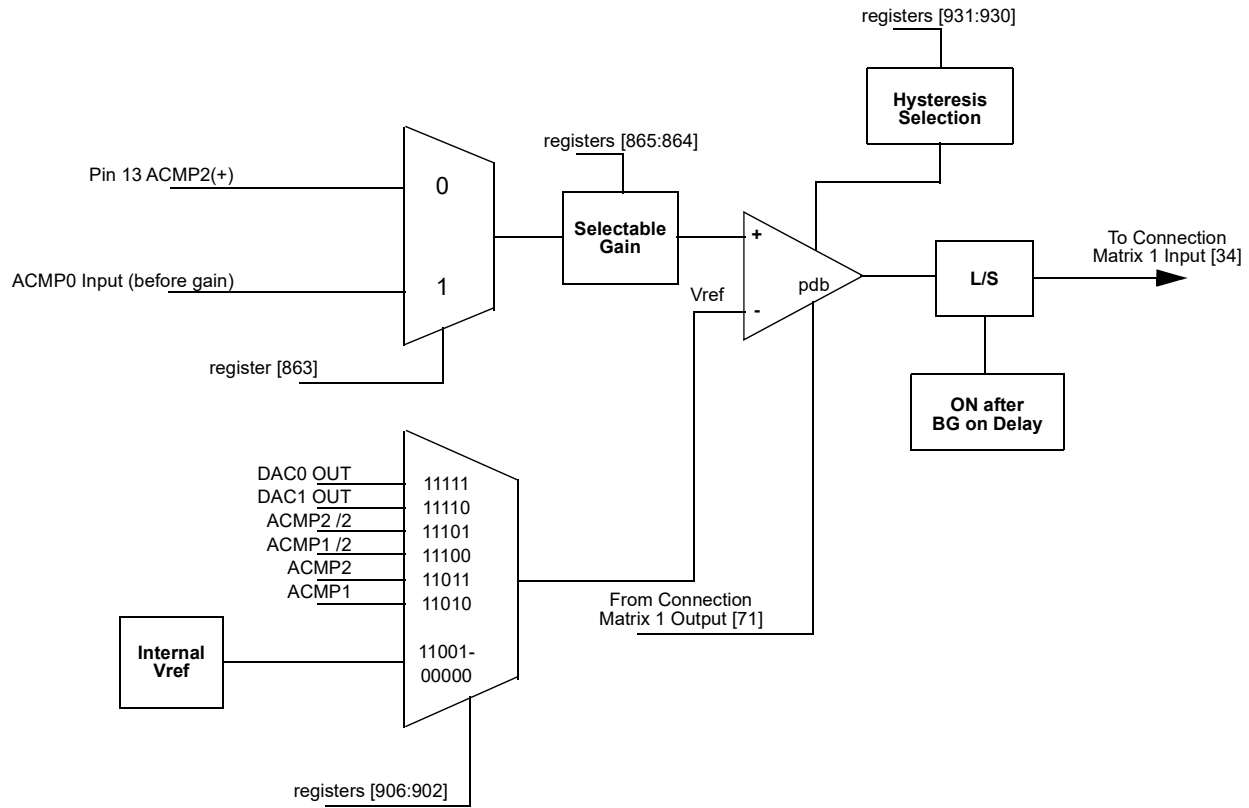 registers [931:930]
Hysteresis
Selection
registers [865:864]
Pin 13 ACMP2(+)
0
Selectable
Gain
+
To Connection
Matrix 1 Input [34]
ACMP0 Input (before gain)
1
Vref
pdb
-
L/S
register [863]
ON after
BG on Delay
DAC0 OUT
11111
DAC1 OUT
11110
ACMP2 /2
11101
ACMP1 /2
11100
ACMP2
11011
ACMP1
11010
From Connection
Matrix 1 Output [71]
Internal
Vref
11001-
00000
registers [906:902]